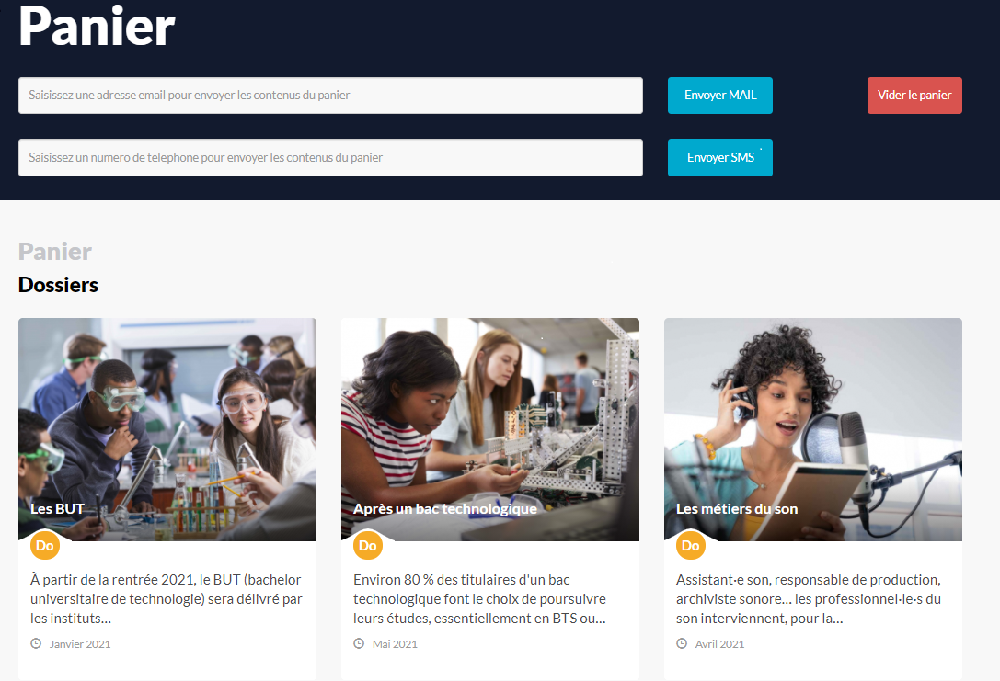 Panier
Saisissez une adresse email pour envoyer les contenus du panier
Envoyer MAIL
Vider le panier
Saisissez un numero de telephone pour envoyer les contenus du panier
Envoyer SMS
Panier
Dossiers
Les BUT
Do
À partir de la rentrée 2021, le BUT (bachelor
universitaire de technologie) sera délivré par
les instituts...
Janvier 2021
Après un bac technologique
Do
Environ 80 % des titulaires d'un bac
technologique font le choix de poursuivre
leurs études, essentiellement en BTS ou...
Mai 2021
Les métiers du son
Do
Assistant·e son, responsable de production,
archiviste sonore... les professionnel·le·s du
son interviennent, pour la...
Avril 2021